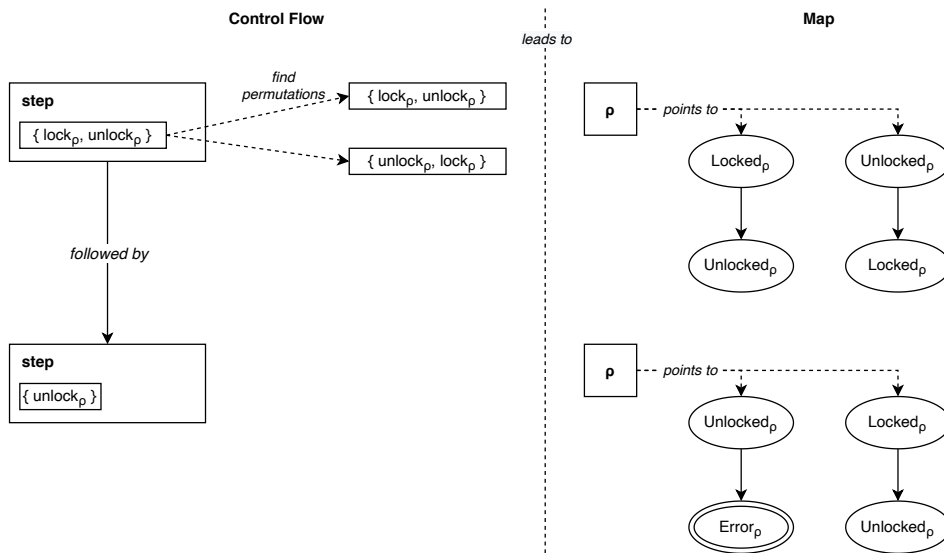 Control Flow
leads to
Map
step
{ lockρ, unlockρ }
find
permutations
{ lockρ, unlockρ }
{ unlockρ, lockρ }
followed by
step
{ unlockρ }
ρ
points to
Lockedρ
Unlockedρ
Unlockedρ
Lockedρ
ρ
points to
Unlockedρ
Lockedρ
Errorρ
Unlockedρ